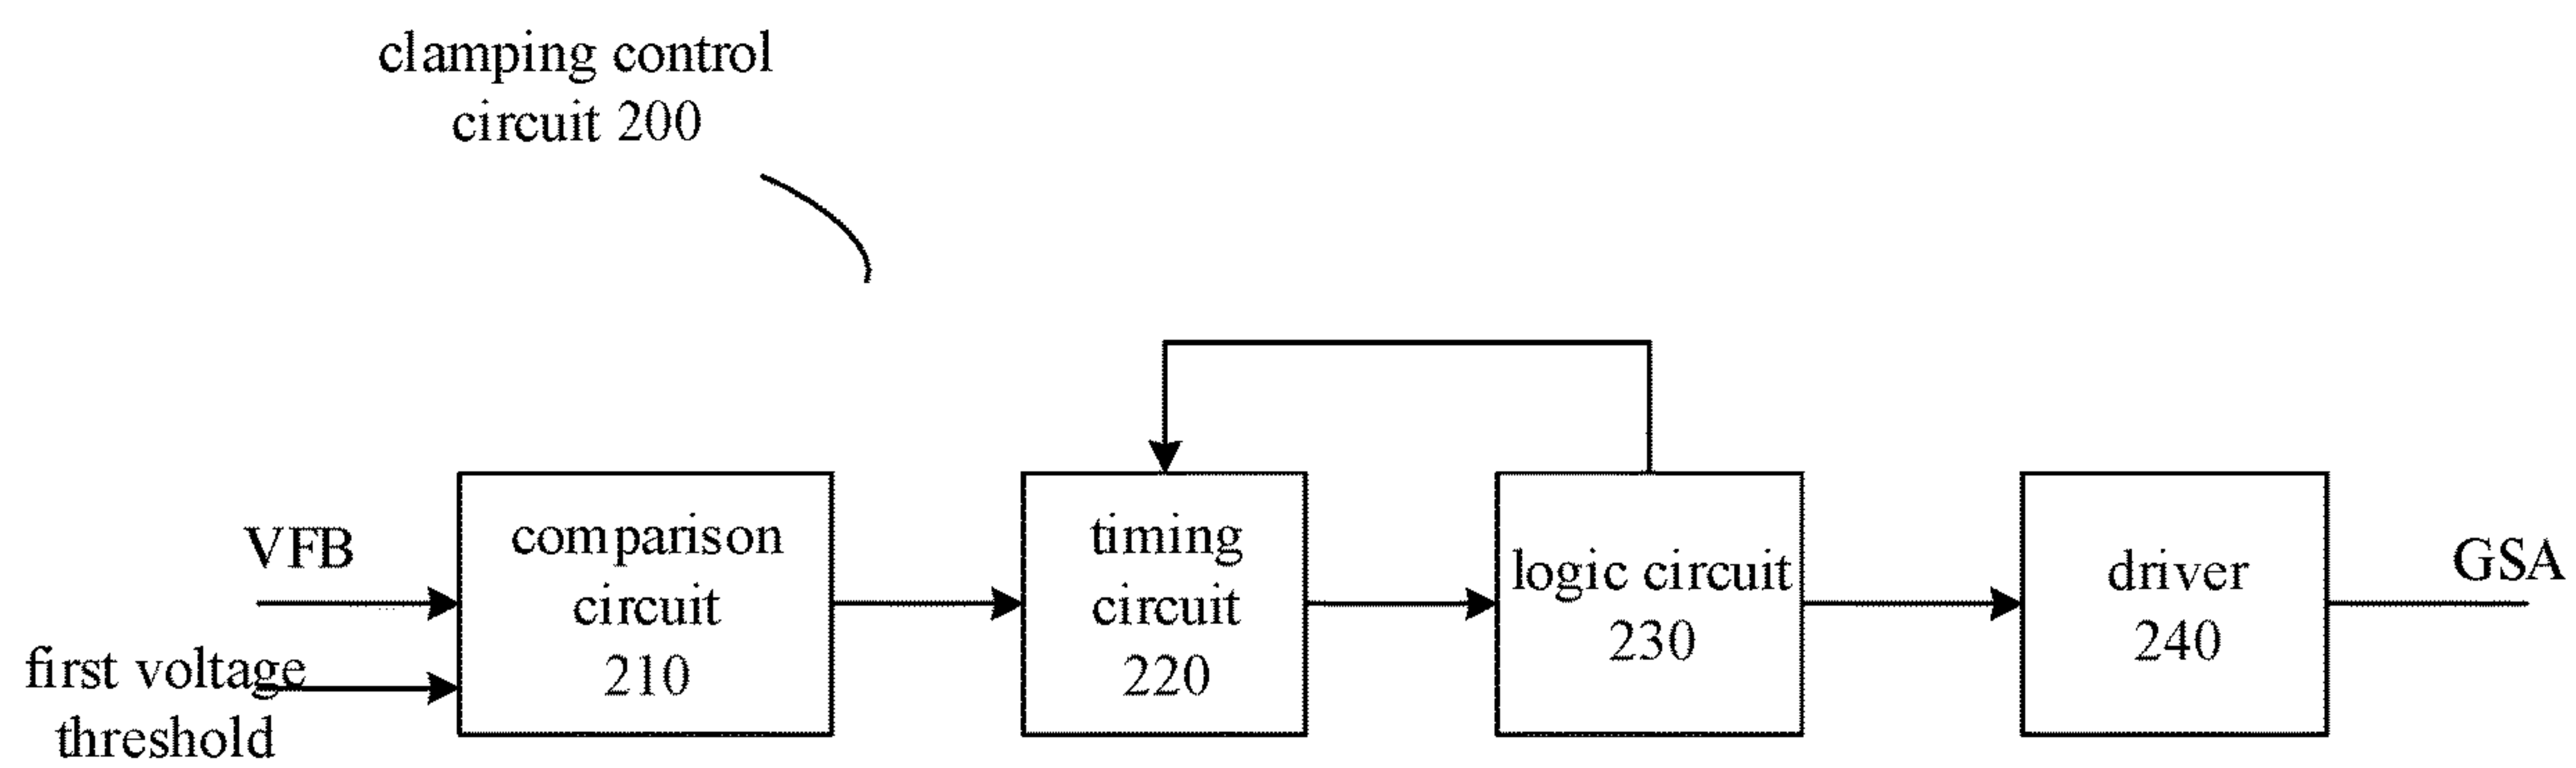 clamping control
circuit 200
VFB
first voltage
threshold
comparison
circuit
210
timing
circuit
220
logic circuit
230
driver
240
GSA